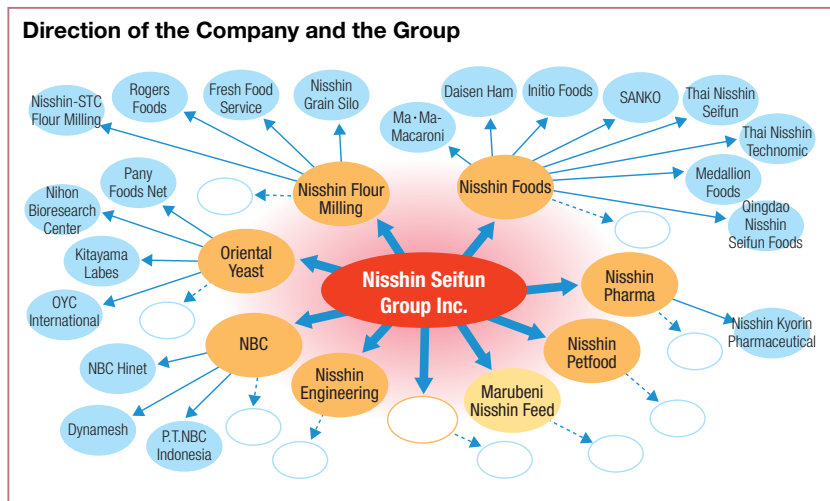 Direction of the Company and the Group
Nisshin-STC
Flour Milling
Rogers
Foods
Fresh Food
Service
Nisshin
Grain Silo
Ma·Ma-
Macaroni
Daisen Ham
Initio Foods
SANKO
Thai Nisshin
Seifun
Thai Nisshin
Technomic
Medallion
Foods
Qingdao
Nisshin
Seifun Foods
Nisshin Flour
Milling
Nisshin Foods
Pany
Foods Net
Nihon
Bioresearch
Center
Kitayama
Labes
OYC
International
Oriental
Yeast
Nisshin Seifun
Group Inc.
Nisshin
Pharma
Nisshin Kyorin
Pharmaceutical
NBC
Nisshin
Petfood
NBC Hinet
Nisshin
Engineering
Marubeni
Nisshin Feed
Dynamesh
P.T.NBC
Indonesia